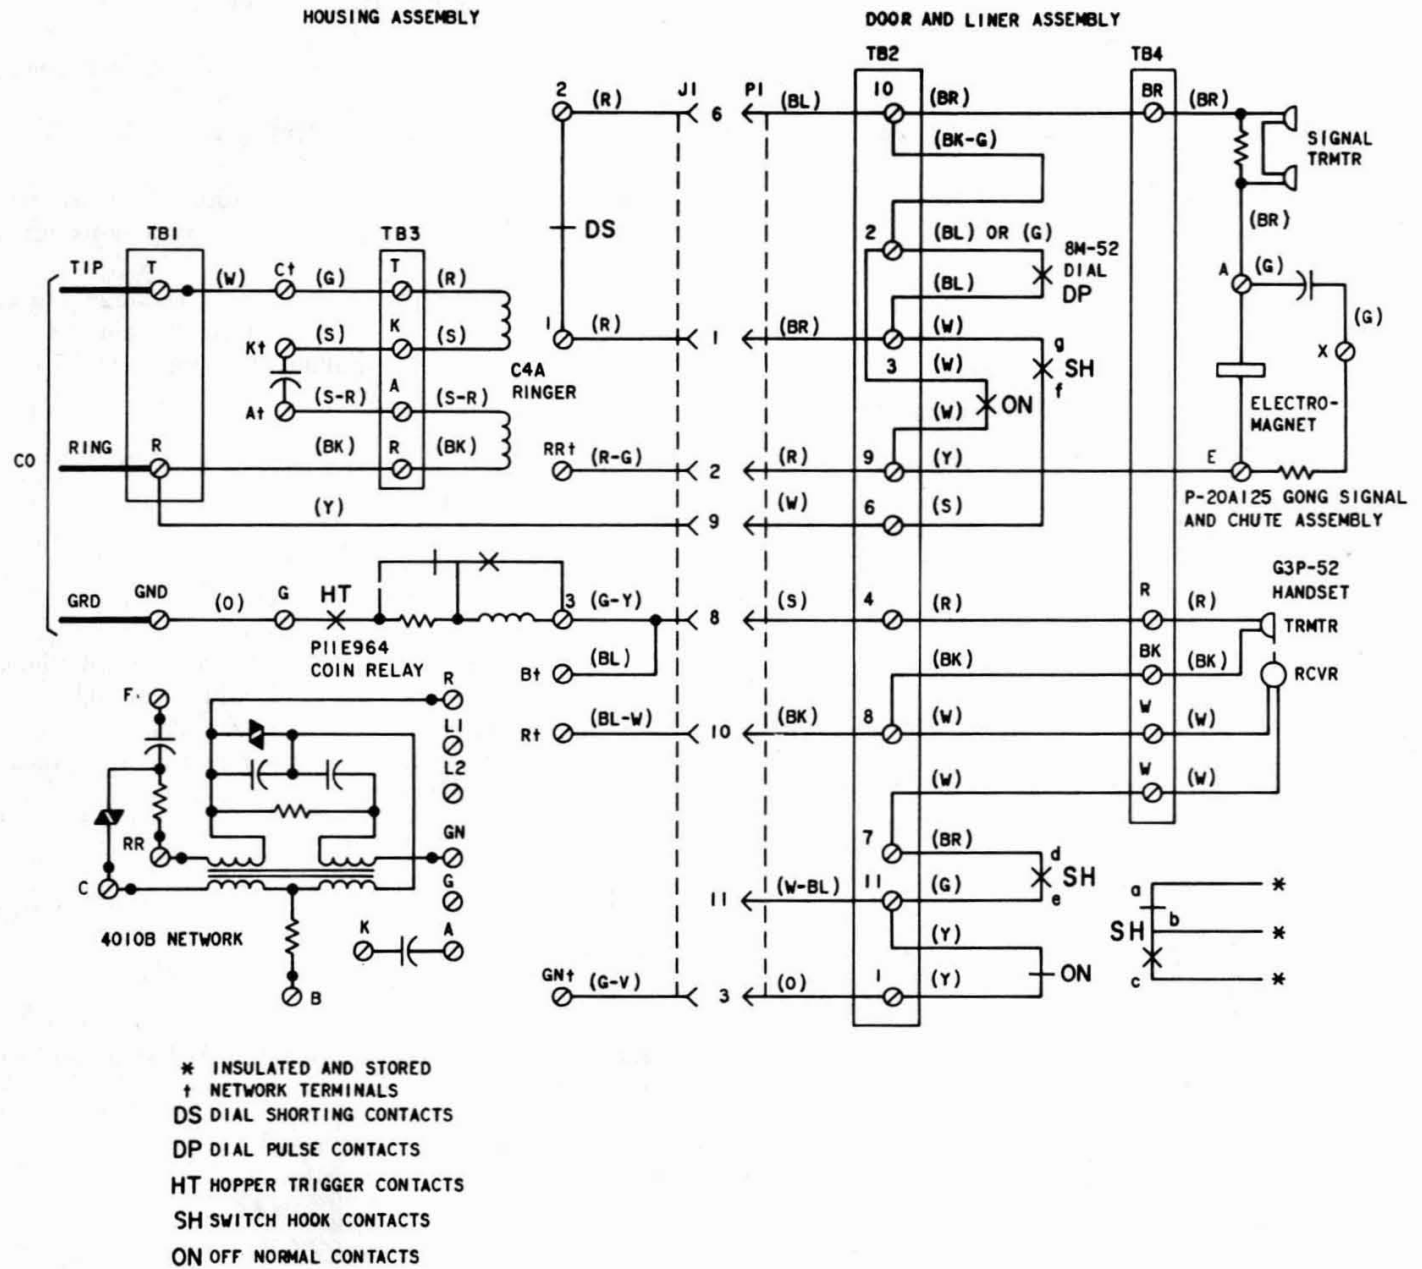 HOUSING ASSEMBLY
DOOR AND LINER ASSEMBLY
TB2
TB4
2
(R)
J1
6
P1
(BL)
10
(BR)
BR
(BR)
(BK-G)
SIGNAL
TRMTR
DS
2
(BL) OR (G)
(BR)
8M-52
DIAL
DP
(BL)
TB1
TB3
TIP
T
(W)
C†
(G)
T
(R)
A
(G)
(G)
K†
(S)
K
(S)
1
(R)
1
(BR)
3
(W)
g
SH
f
X
C4A
RINGER
(W)
ON
(W)
ELECTRO-
MAGNET
A†
(S-R)
A
(S-R)
CO
RING
R
(BK)
R
(BK)
RR†
(R-G)
2
(R)
9
(Y)
E
P-20A125 GONG SIGNAL
AND CHUTE ASSEMBLY
(Y)
9
(W)
6
(S)
G3P-52
HANDSET
GRD
GND
(O)
G
HT
3
(G-Y)
8
(S)
4
(R)
R
(R)
TRMTR
P11E964
COIN RELAY
B†
(BL)
(BK)
BK
(BK)
RCVR
F
R
L1
R†
(BL-W)
10
(BK)
8
(W)
W
(W)
L2
(W)
W
(W)
RR
GN
7
(BR)
d
SH
e
C
G
11
(W-BL)
11
(G)
a
*
SH
b
*
c
*
4010B NETWORK
K
A
(Y)
ON
B
GN†
(G-V)
3
(O)
1
(Y)
* INSULATED AND STORED
† NETWORK TERMINALS
DS DIAL SHORTING CONTACTS
DP DIAL PULSE CONTACTS
HT HOPPER TRIGGER CONTACTS
SH SWITCH HOOK CONTACTS
ON OFF NORMAL CONTACTS